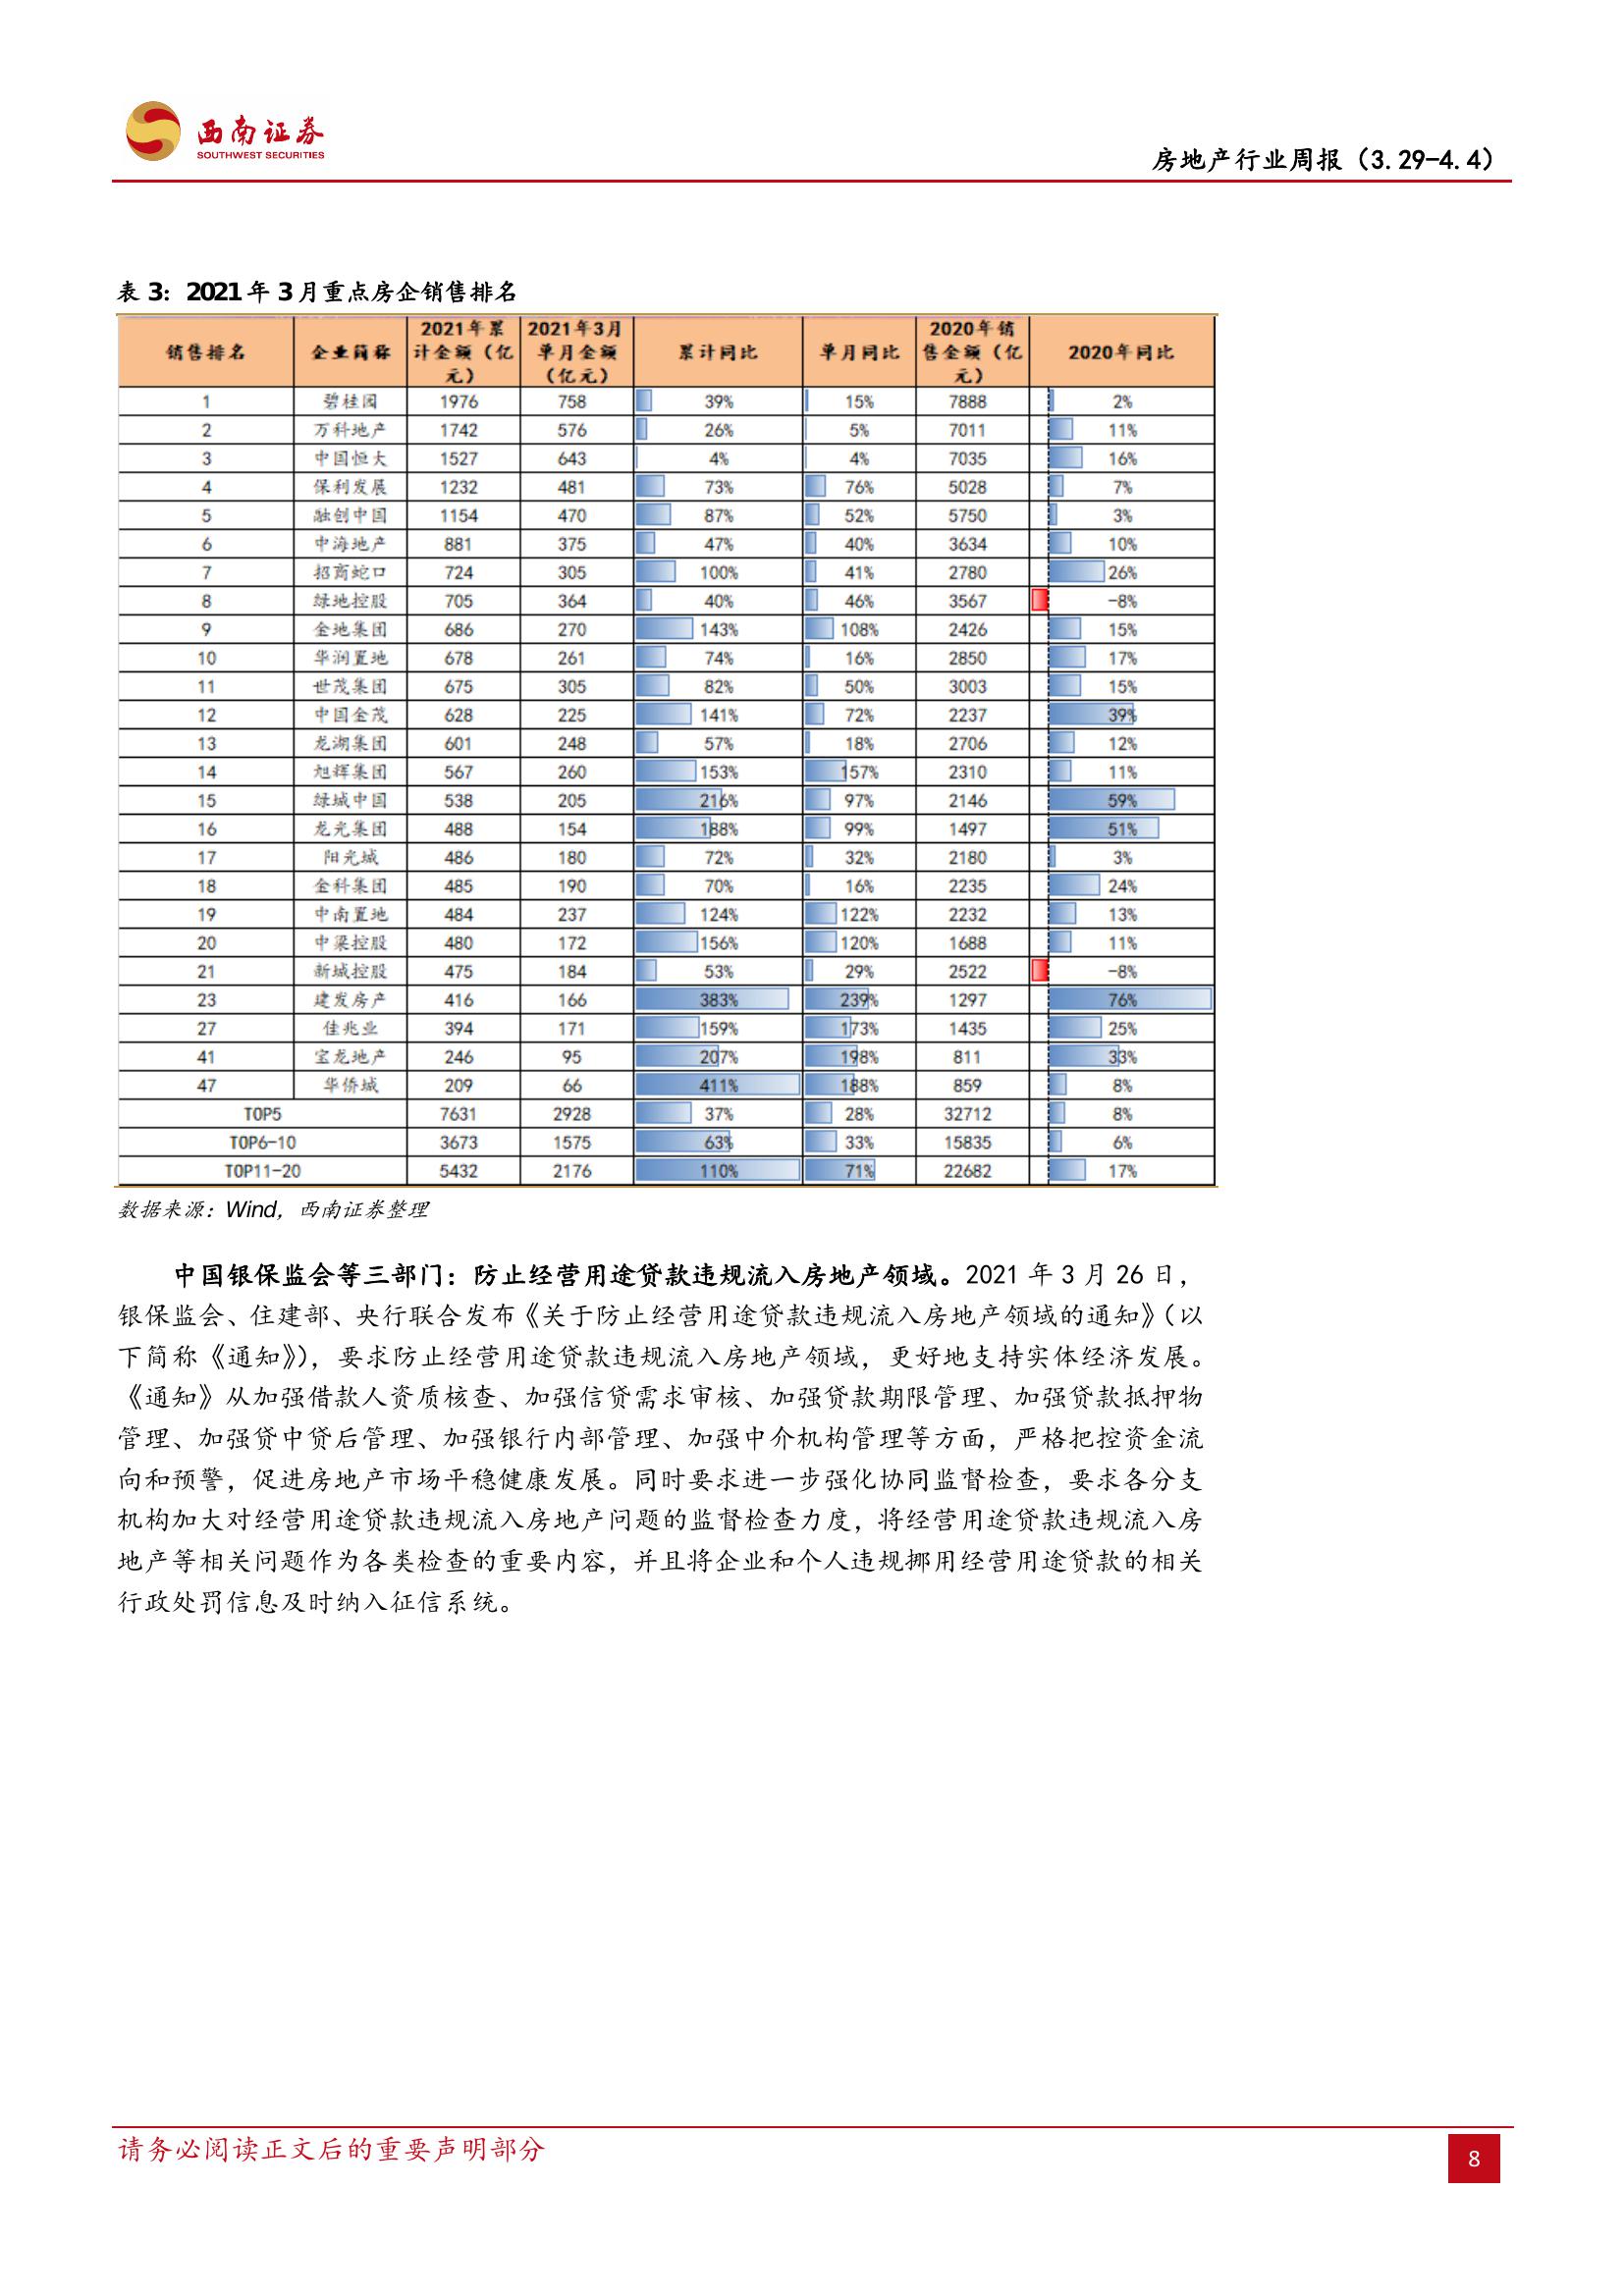 西南证券
SOUTHWEST SECURITIES
房地产行业周报（3.29-4.4）
表 3：2021 年 3 月重点房企销售排名
销售排名 企业简称 2021年累计金额（亿元） 2021年3月单月金额（亿元） 累计同比 单月同比 2020年销售金额（亿元） 2020年同比
1 碧桂园 1976 758 39% 15% 7888 2%
2 万科地产 1742 576 26% 5% 7011 11%
3 中国恒大 1527 643 4% 4% 7035 16%
4 保利发展 1232 481 73% 76% 5028 7%
5 融创中国 1154 470 87% 52% 5750 3%
6 中海地产 881 375 47% 40% 3634 10%
7 招商蛇口 724 305 100% 41% 2780 26%
8 绿地控股 705 364 40% 46% 3567 -8%
9 金地集团 686 270 143% 108% 2426 15%
10 华润置地 678 261 74% 16% 2850 17%
11 世茂集团 675 305 82% 50% 3003 15%
12 中国金茂 628 225 141% 72% 2237 39%
13 龙湖集团 601 248 57% 18% 2706 12%
14 旭辉集团 567 260 153% 157% 2310 11%
15 绿城中国 538 205 216% 97% 2146 59%
16 龙光集团 488 154 188% 99% 1497 51%
17 阳光城 486 180 72% 32% 2180 3%
18 金科集团 485 190 70% 16% 2235 24%
19 中南置地 484 237 124% 122% 2232 13%
20 中梁控股 480 172 156% 120% 1688 11%
21 新城控股 475 184 53% 29% 2522 -8%
23 建发房产 416 166 383% 239% 1297 76%
27 佳兆业 394 171 159% 173% 1435 25%
41 宝龙地产 246 95 207% 198% 811 33%
47 华侨城 209 66 411% 188% 859 8%
TOP5 7631 2928 37% 28% 32712 8%
TOP6-10 3673 1575 63% 33% 15835 6%
TOP11-20 5432 2176 110% 71% 22682 17%
数据来源：Wind，西南证券整理
中国银保监会等三部门：防止经营用途贷款违规流入房地产领域。2021 年 3 月 26 日，
银保监会、住建部、央行联合发布《关于防止经营用途贷款违规流入房地产领域的通知》（以
下简称《通知》），要求防止经营用途贷款违规流入房地产领域，更好地支持实体经济发展。
《通知》从加强借款人资质核查、加强信贷需求审核、加强贷款期限管理、加强贷款抵押物
管理、加强贷中贷后管理、加强银行内部管理、加强中介机构管理等方面，严格把控资金流
向和预警，促进房地产市场平稳健康发展。同时要求进一步强化协同监督检查，要求各分支
机构加大对经营用途贷款违规流入房地产问题的监督检查力度，将经营用途贷款违规流入房
地产等相关问题作为各类检查的重要内容，并且将企业和个人违规挪用经营用途贷款的相关
行政处罚信息及时纳入征信系统。
请务必阅读正文后的重要声明部分
8